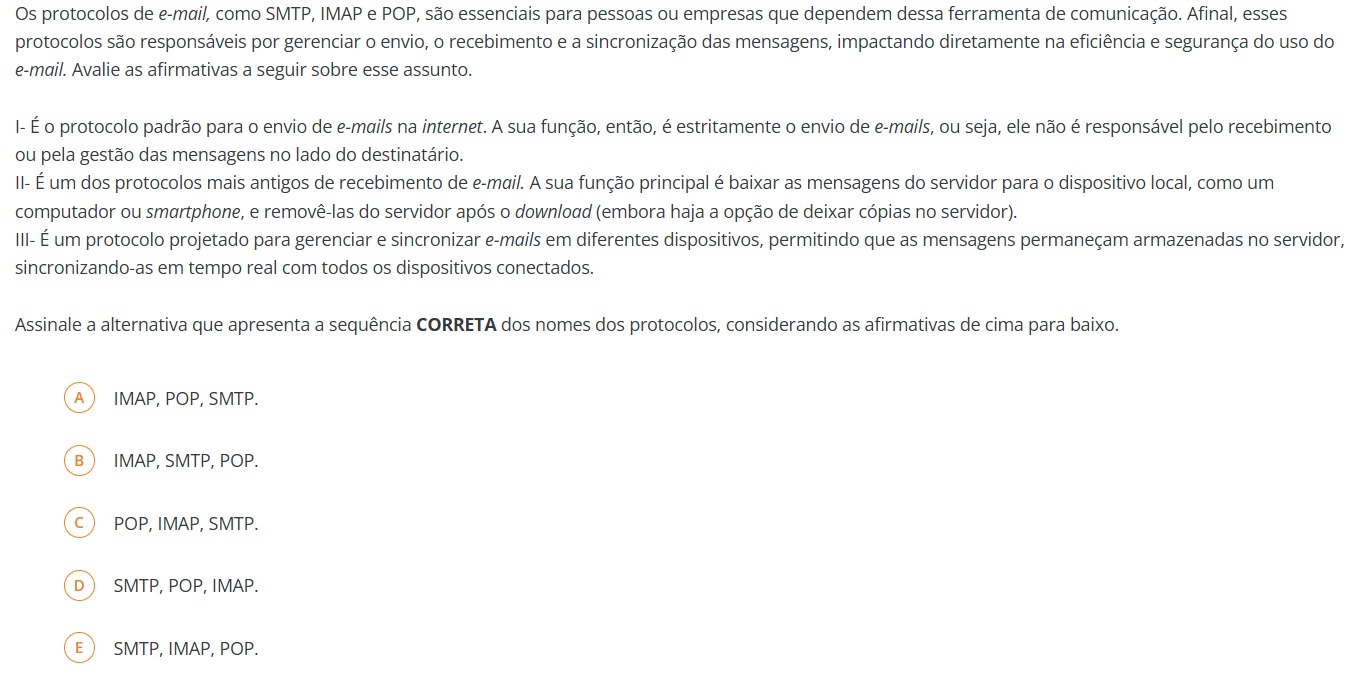 Os protocolos de e-mail, como SMTP, IMAP e POP, são essenciais para pessoas ou empresas que dependem dessa ferramenta de comunicação. Afinal, esses
protocolos são responsáveis por gerenciar o envio, o recebimento e a sincronização das mensagens, impactando diretamente na eficiência e segurança do uso do
e-mail. Avalie as afirmativas a seguir sobre esse assunto.
I- É o protocolo padrão para o envio de e-mails na internet. A sua função, então, é estritamente o envio de e-mails, ou seja, ele não é responsável pelo recebimento
ou pela gestão das mensagens no lado do destinatário.
II- É um dos protocolos mais antigos de recebimento de e-mail. A sua função principal é baixar as mensagens do servidor para o dispositivo local, como um
computador ou smartphone, e removê-las do servidor após o download (embora haja a opção de deixar cópias no servidor).
III- É um protocolo projetado para gerenciar e sincronizar e-mails em diferentes dispositivos, permitindo que as mensagens permaneçam armazenadas no servidor,
sincronizando-as em tempo real com todos os dispositivos conectados.
Assinale a alternativa que apresenta a sequência CORRETA dos nomes dos protocolos, considerando as afirmativas de cima para baixo.
A IMAP, POP, SMTP.
B IMAP, SMTP, POP.
C POP, IMAP, SMTP.
D SMTP, POP, IMAP.
E SMTP, IMAP, POP.